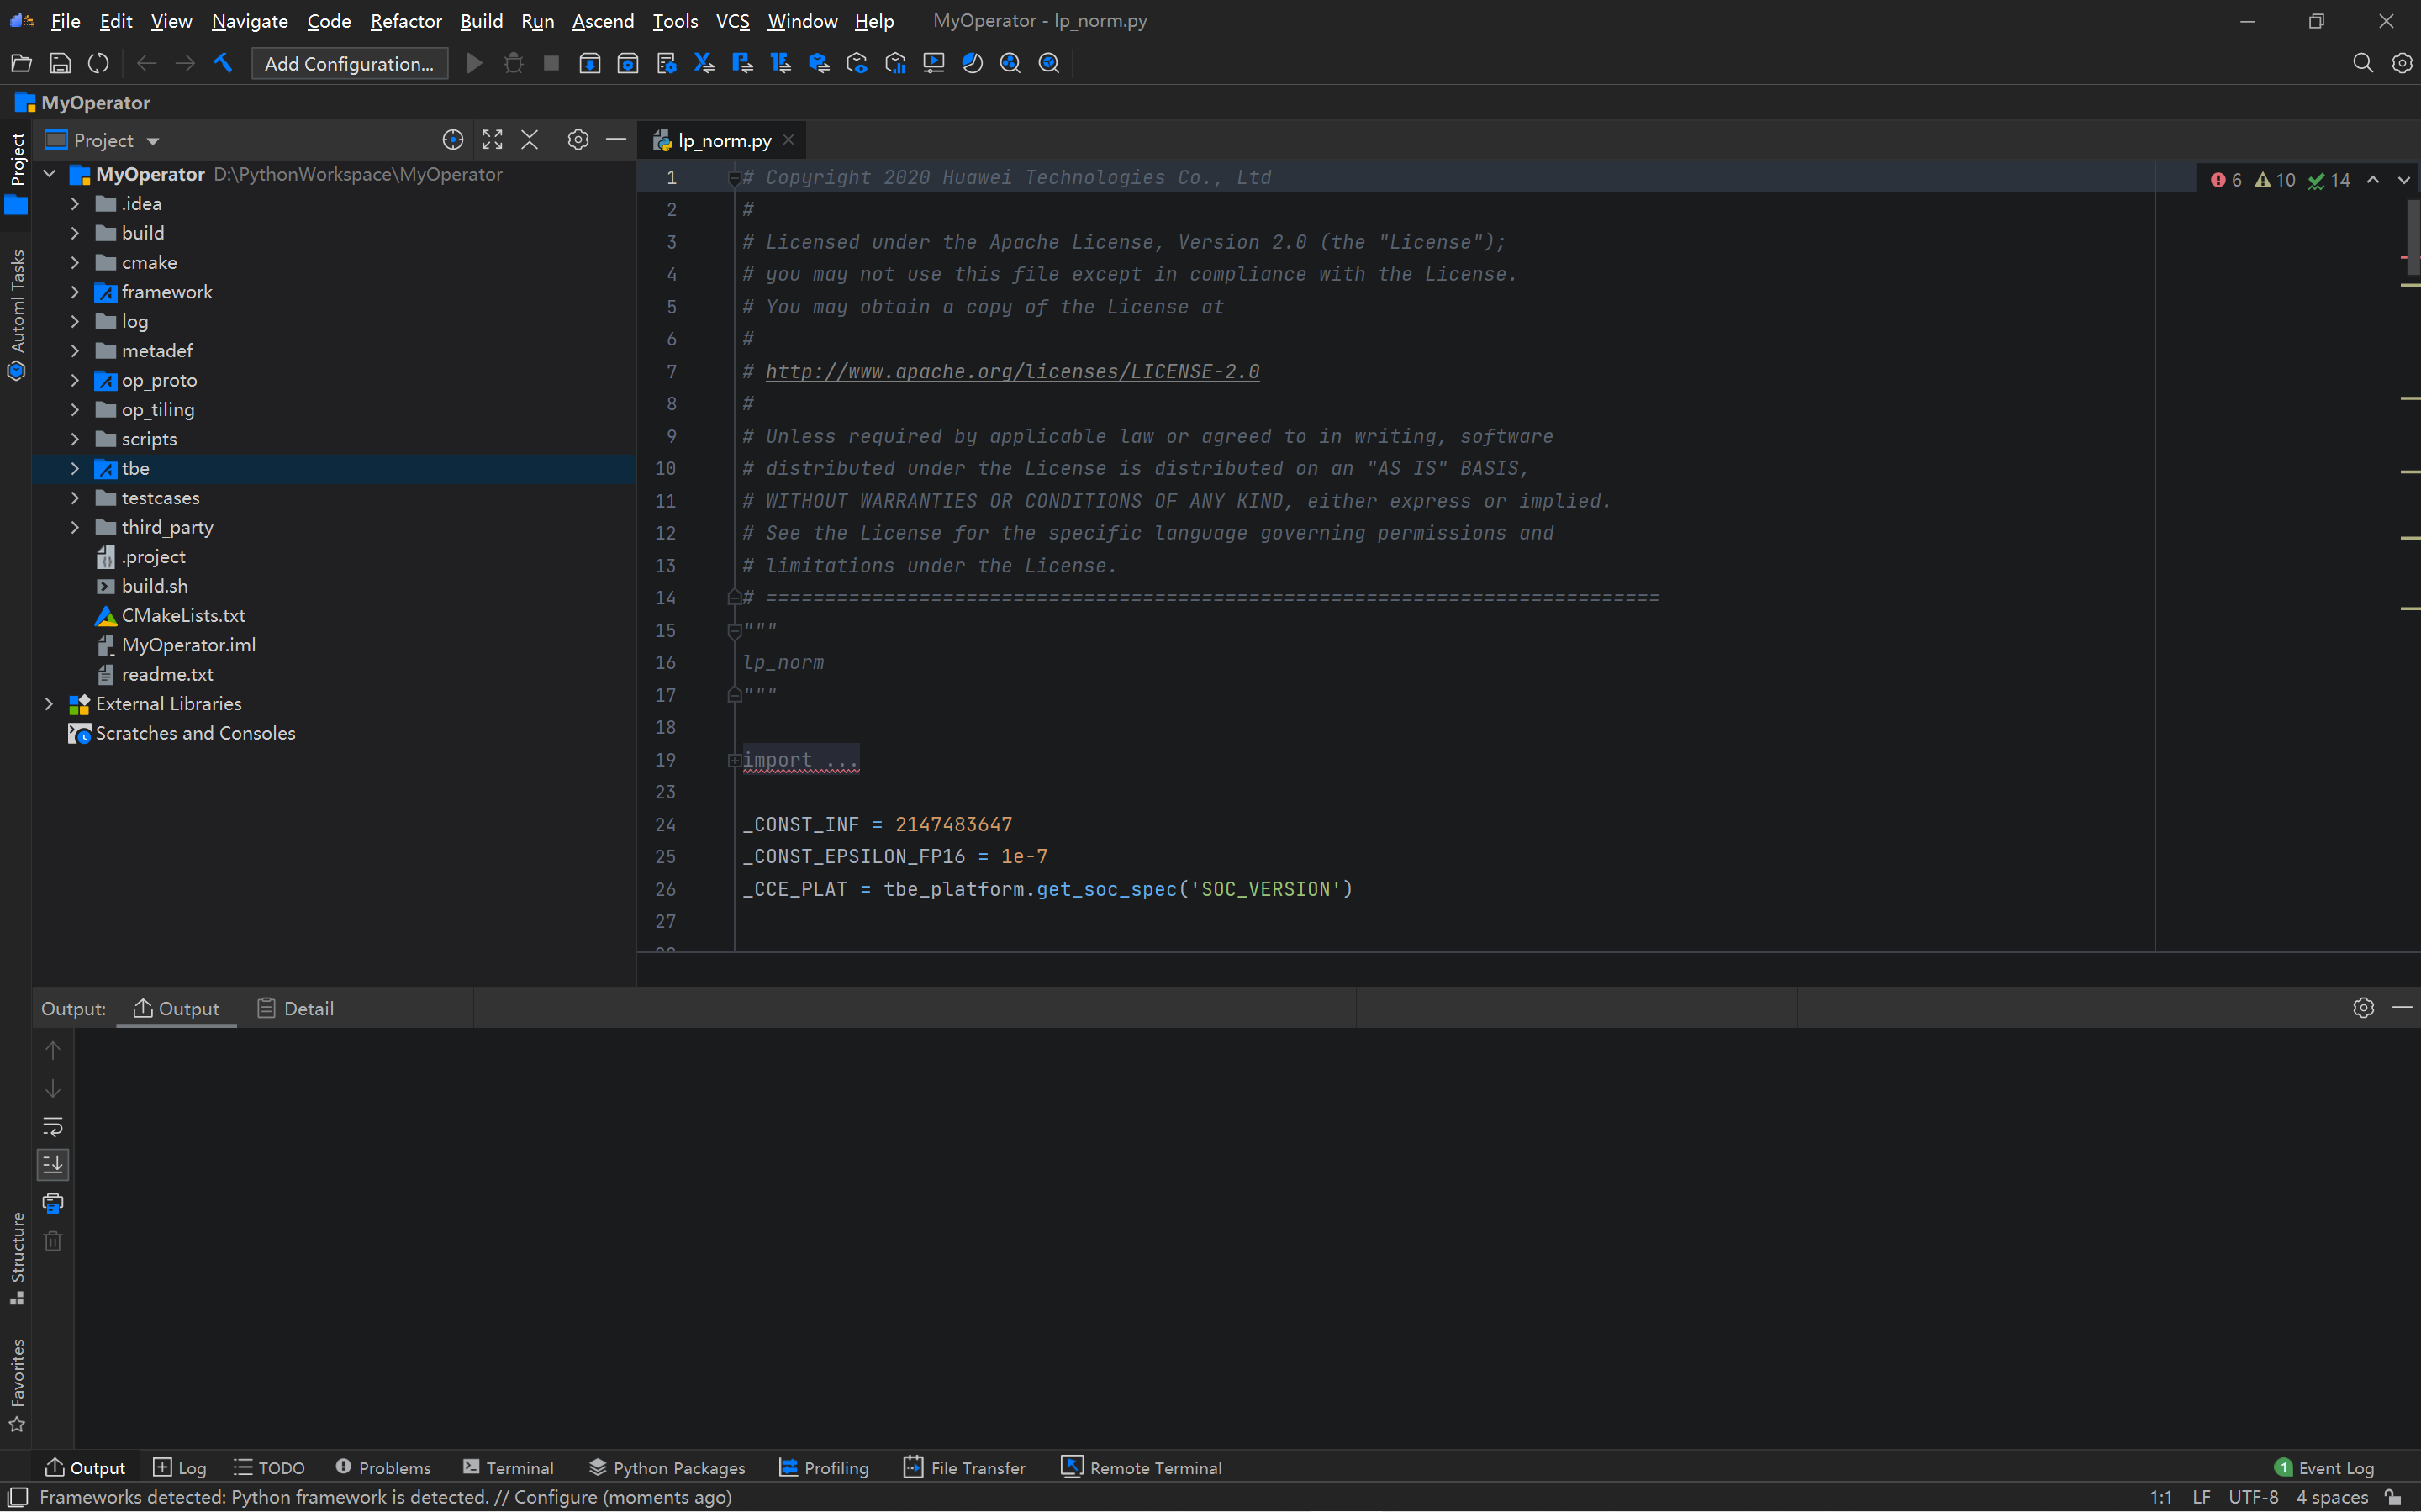 File Edit View Navigate Code Refactor Build Run Ascend Tools VCS Window Help MyOperator - lp_norm.py
Add Configuration...
MyOperator
Project
lp_norm.py
Project
Automl Tasks
Structure
Favorites
MyOperator D:\PythonWorkspace\MyOperator
.idea
build
cmake
framework
log
metadef
op_proto
op_tiling
scripts
tbe
testcases
third_party
.project
build.sh
CMakeLists.txt
MyOperator.iml
readme.txt
External Libraries
Scratches and Consoles
6 10 14
1 # Copyright 2020 Huawei Technologies Co., Ltd
2 #
3 # Licensed under the Apache License, Version 2.0 (the "License");
4 # you may not use this file except in compliance with the License.
5 # You may obtain a copy of the License at
6 #
7 # http://www.apache.org/licenses/LICENSE-2.0
8 #
9 # Unless required by applicable law or agreed to in writing, software
10 # distributed under the License is distributed on an "AS IS" BASIS,
11 # WITHOUT WARRANTIES OR CONDITIONS OF ANY KIND, either express or implied.
12 # See the License for the specific language governing permissions and
13 # limitations under the License.
14 # ============================================================================
15 """
16 lp_norm
17 """
18
19 import ...
23
24 _CONST_INF = 2147483647
25 _CONST_EPSILON_FP16 = 1e-7
26 _CCE_PLAT = tbe_platform.get_soc_spec('SOC_VERSION')
27
Output: Output Detail
Output Log TODO Problems Terminal Python Packages Profiling File Transfer Remote Terminal 1 Event Log
Frameworks detected: Python framework is detected. // Configure (moments ago) 1:1 LF UTF-8 4 spaces